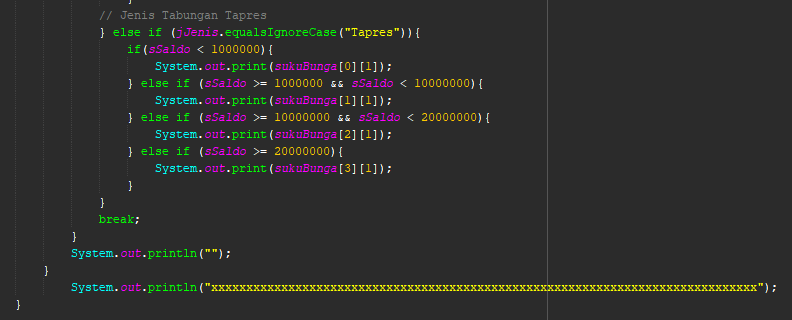 }
// Jenis Tabungan Tapres
} else if (jJenis.equalsIgnoreCase("Tapres")){
if(sSaldo < 1000000){
System.out.print(sukuBunga[0][1]);
} else if (sSaldo >= 1000000 && sSaldo < 10000000){
System.out.print(sukuBunga[1][1]);
} else if (sSaldo >= 10000000 && sSaldo < 20000000){
System.out.print(sukuBunga[2][1]);
} else if (sSaldo >= 20000000){
System.out.print(sukuBunga[3][1]);
}
}
break;
}
System.out.println("");
}
System.out.println("xxxxxxxxxxxxxxxxxxxxxxxxxxxxxxxxxxxxxxxxxxxxxxxxxxxxxxxxxxxxxxxxxxxxxxxxxxxxxx");
}